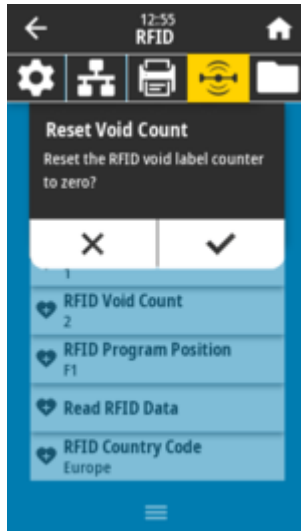 12:55
RFID
Reset Void Count
Reset the RFID void label counter
to zero?
1
RFID Void Count
2
RFID Program Position
F1
Read RFID Data
RFID Country Code
Europe